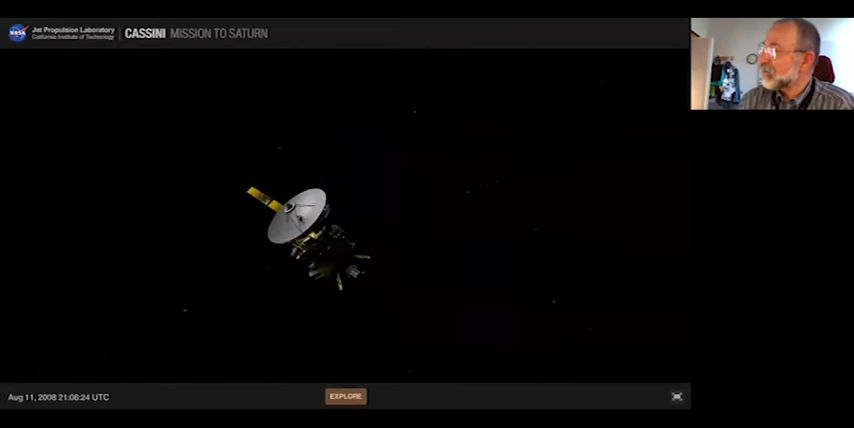 NASA
Jet Propulsion Laboratory
California Institute of Technology
CASSINI MISSION TO SATURN
Aug 11, 2008 21:06:24 UTC
EXPLORE